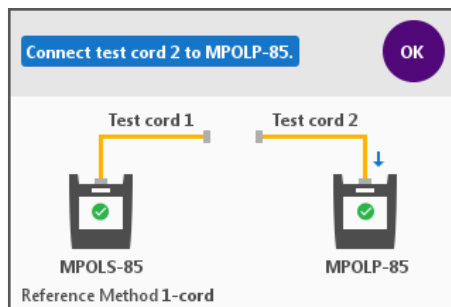 Connect test cord 2 to MPOLP-85.
OK
Test cord 1
Test cord 2
MPOLS-85
MPOLP-85
Reference Method 1-cord